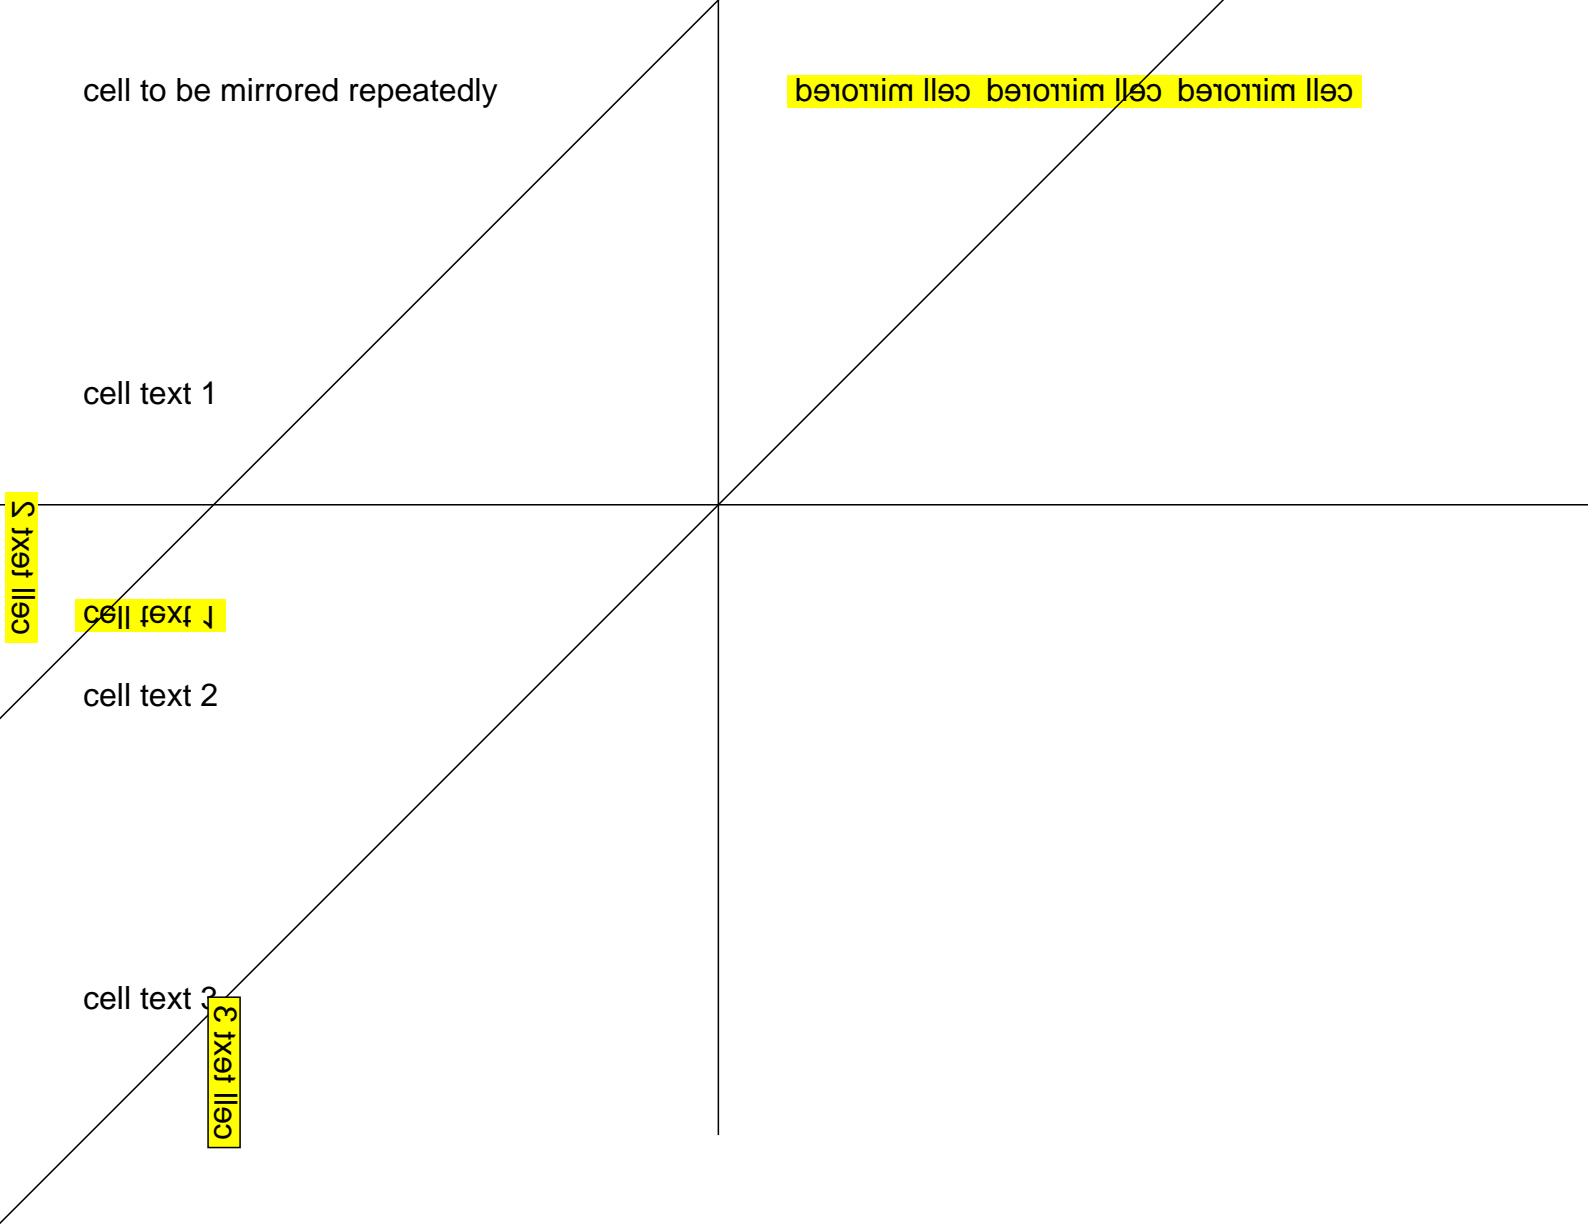 cell to be mirrored repeatedly
cell mirrored cell mirrored cell mirrored
cell text 1
cell text 2
cell text 1
cell text 2
cell text 3
cell text 3